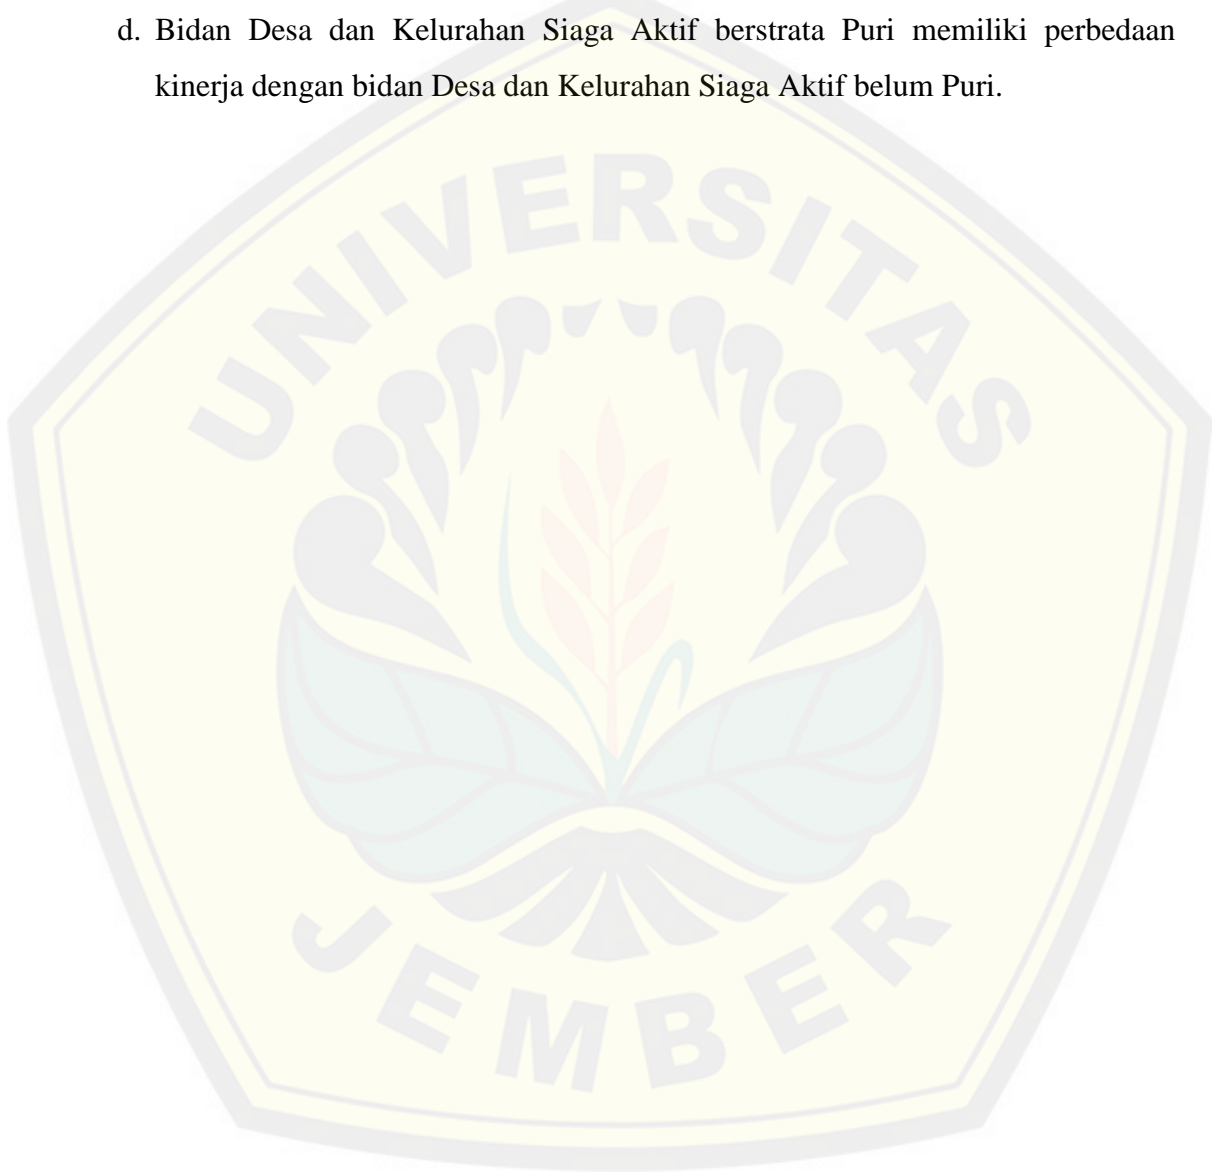 d. Bidan Desa dan Kelurahan Siaga Aktif berstrata Puri memiliki perbedaan
kinerja dengan bidan Desa dan Kelurahan Siaga Aktif belum Puri.
UNIVERSITAS
JEMBER